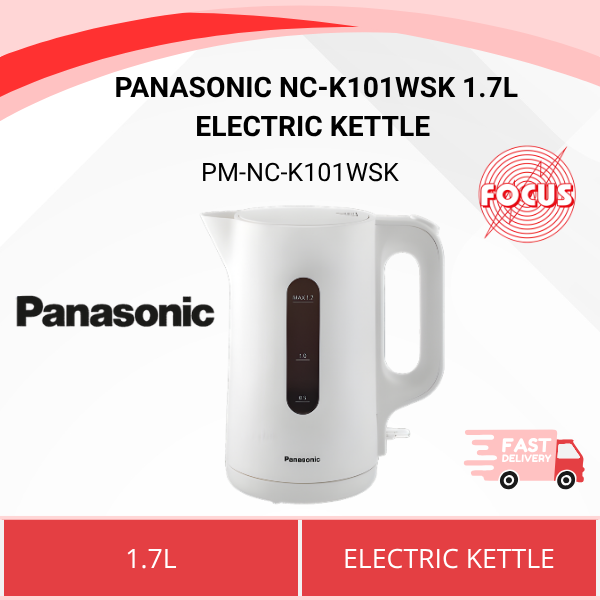 PANASONIC NC-K101WSK 1.7L
ELECTRIC KETTLE
PM-NC-K101WSK
FOCUS
Panasonic
MAX 1.7
1.0
Panasonic
FAST
DELIVERY
1.7L
ELECTRIC KETTLE